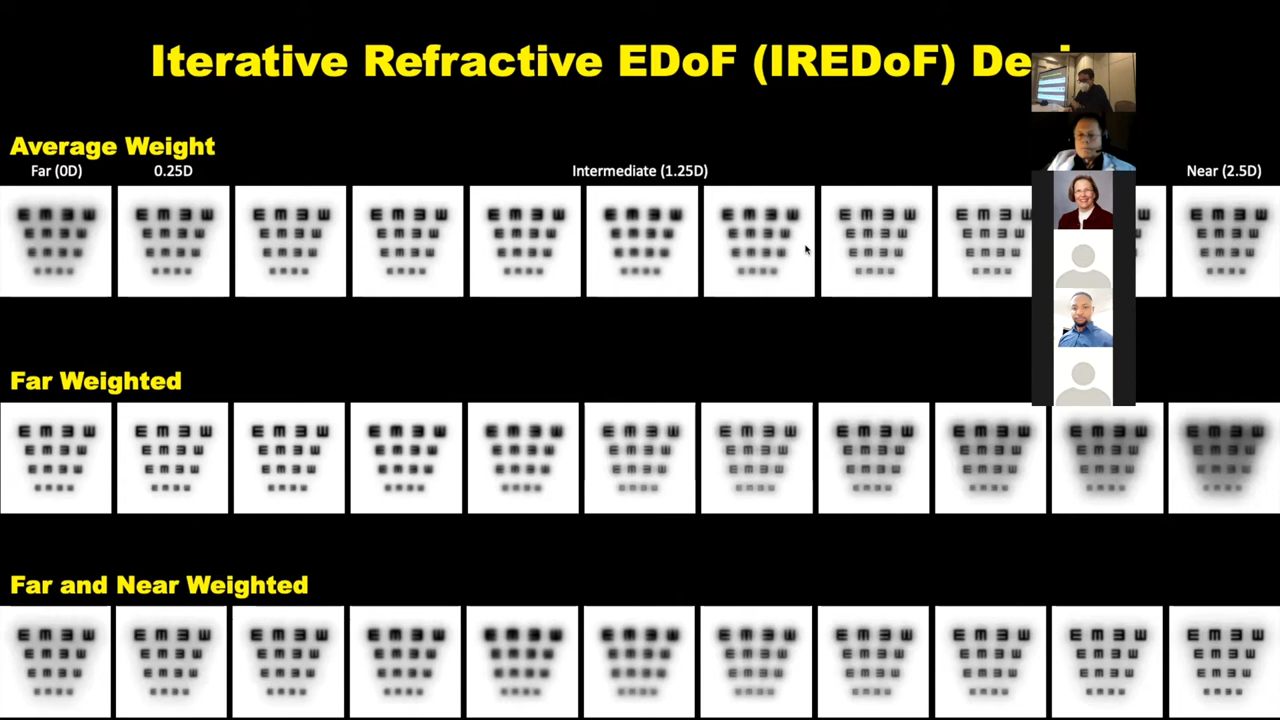 Iterative Refractive EDoF (IREDoF) De
Average Weight
Far (0D) 0.25D Intermediate (1.25D) Near (2.5D)
Far Weighted
Far and Near Weighted